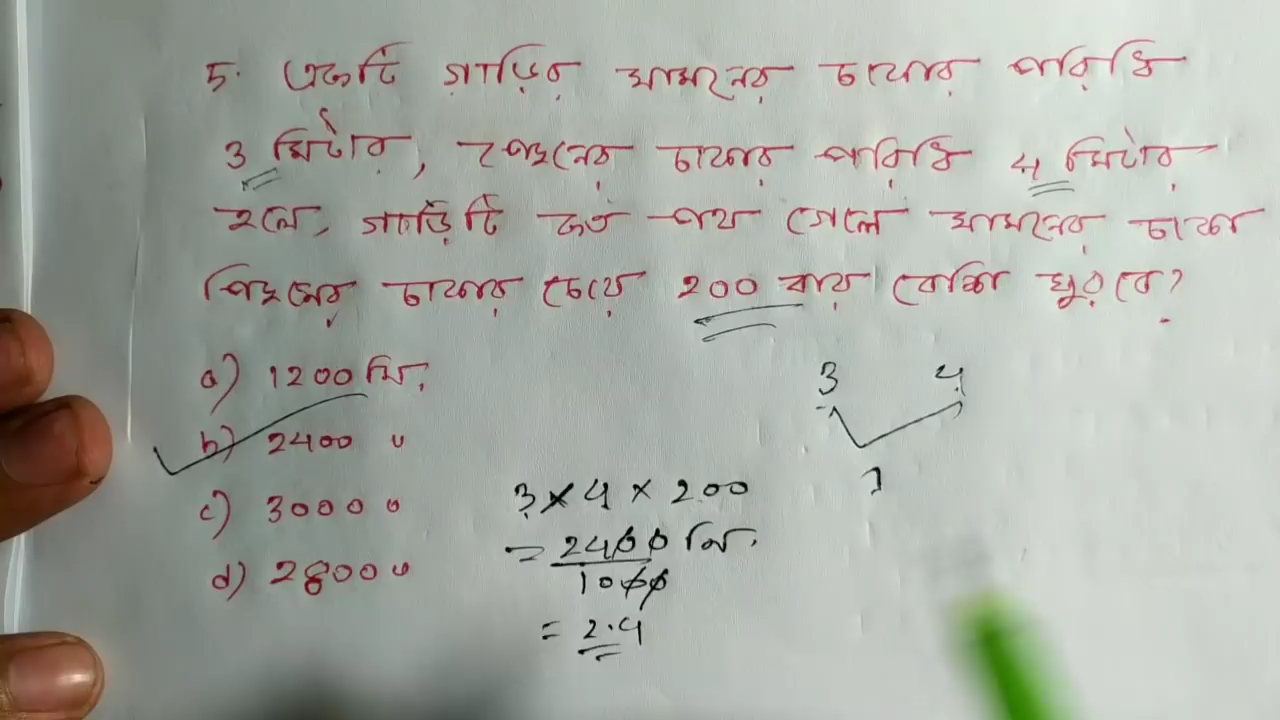 5. একটি গাড়ির সামনের চাকার পরিধি
3 মিটার, পেছনের চাকার পরিধি 4 মিটার
হলে, গাড়িটি কত পথ গেলে সামনের চাকা
পিছনের চাকার চেয়ে 200 বার বেশি ঘুরবে?
a) 1200 মি.
b) 2400 "
c) 3000 "
d) 2800 "
3 4
1
3 × 4 × 200
= 2400 মি.
1000
= 2.4